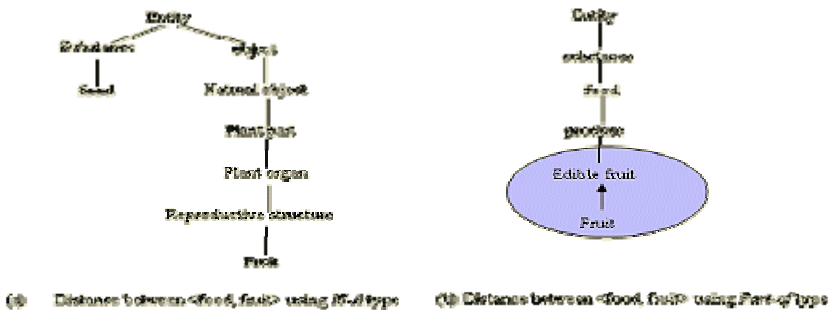 Entity
Substance
object
food
Natural object
Plant part
Plant organ
Reproductive structure
Fruit
(a) Distance between <food, fruit> using IS-A type
Entity
substance
food
produce
Edible fruit
Fruit
(b) Distance between <food, fruit> using Part-of type